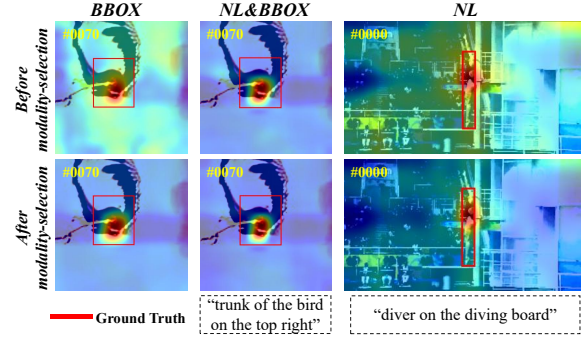 BBOX NL&BBOX NL
Before
modality-selection
#0070 #0070 #0000
After
modality-selection
#0070 #0070 #0000
Ground Truth
“trunk of the bird
on the top right”
“diver on the diving board”